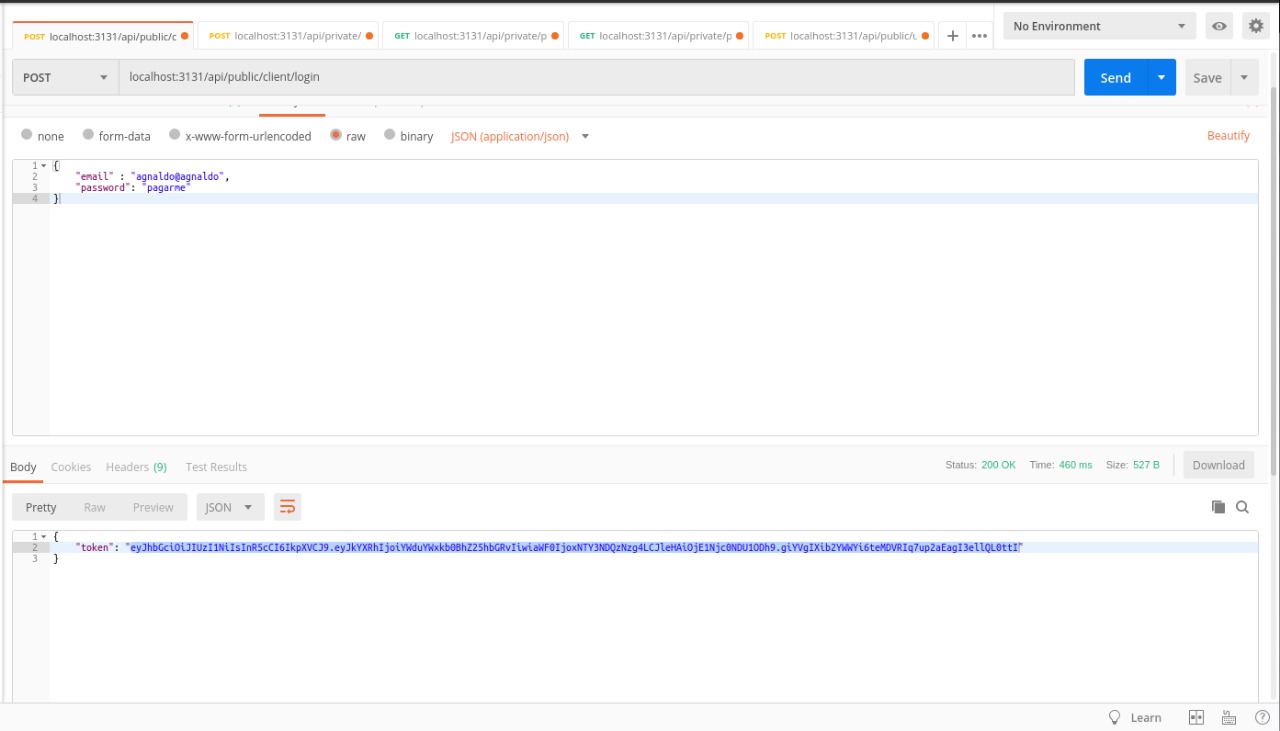 POST localhost:3131/api/public/c
POST localhost:3131/api/private/
GET localhost:3131/api/private/p
GET localhost:3131/api/private/p
POST localhost:3131/api/public/u
No Environment
POST
localhost:3131/api/public/client/login
Send
Save
none
form-data
x-www-form-urlencoded
raw
binary
JSON (application/json)
Beautify
1 {
2 "email" : "agnaldo@agnaldo",
3 "password": "pagarme"
4 }
Body
Cookies
Headers (9)
Test Results
Status: 200 OK
Time: 460 ms
Size: 527 B
Download
Pretty
Raw
Preview
JSON
1 {
2 "token": "eyJhbGciOiJIUzI1NiIsInR5cCI6IkpXVCJ9.eyJkYXRhIjoiYWduYWxkb0BhZ25hbGRvIiwiaWF0IjoxNTY3NDQzNzg4LCJleHAiOjE1Njc0NDU1ODh9.giYVgIXib2YWWYi6teMDVRIq7up2aEagI3ellQL0ttI"
3 }
Learn